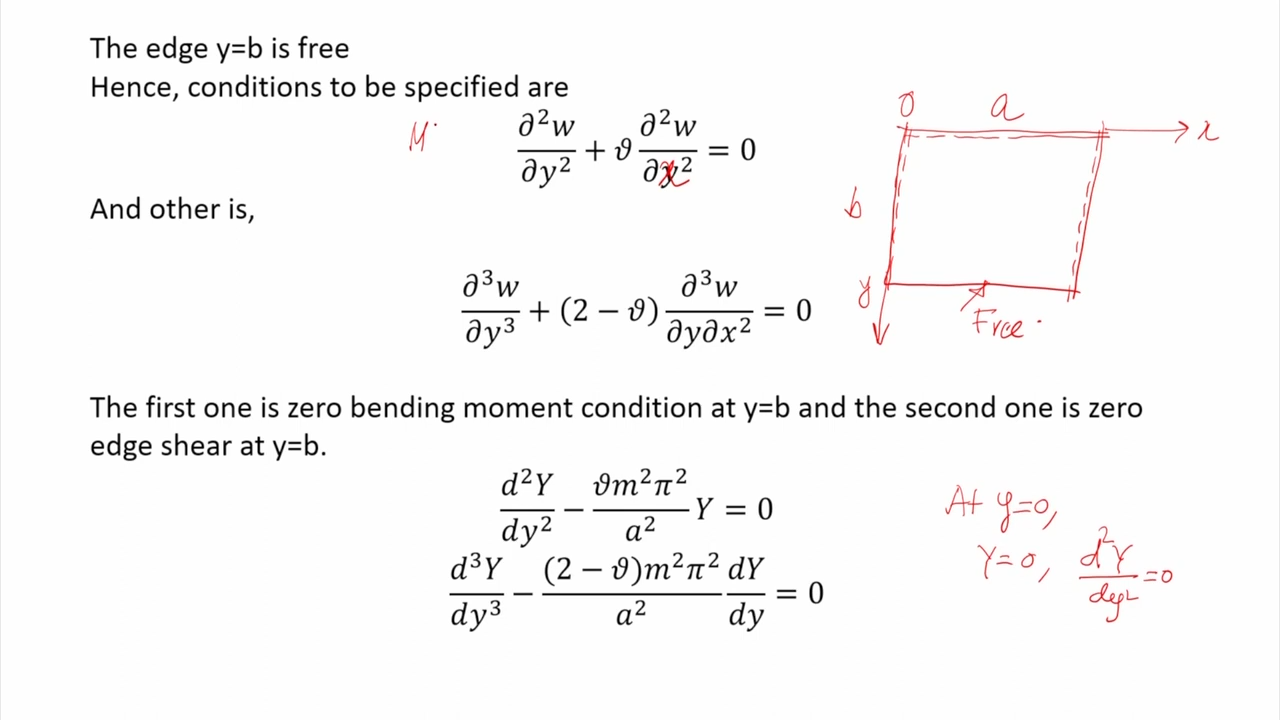 The edge y=b is free
Hence, conditions to be specified are
∂²w/∂y² + ϑ ∂²w/∂x² = 0
And other is,
∂³w/∂y³ + (2 − ϑ) ∂³w/∂y∂x² = 0
The first one is zero bending moment condition at y=b and the second one is zero
edge shear at y=b.
d²Y/dy² − ϑm²π²/a² Y = 0
d³Y/dy³ − (2 − ϑ)m²π²/a² dY/dy = 0
M
0
a
x
b
y
Free
At y=0,
Y=0, d²Y/dy² =0